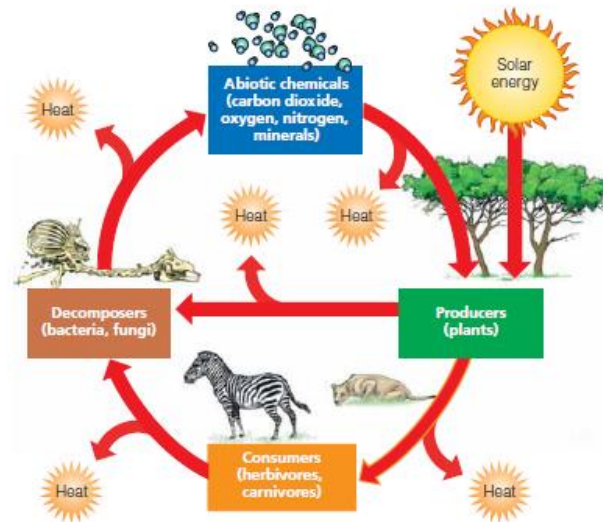 Abiotic chemicals
(carbon dioxide,
oxygen, nitrogen,
minerals)
Solar
energy
Heat
Heat
Heat
Decomposers
(bacteria, fungi)
Producers
(plants)
Consumers
(herbivores,
carnivores)
Heat
Heat